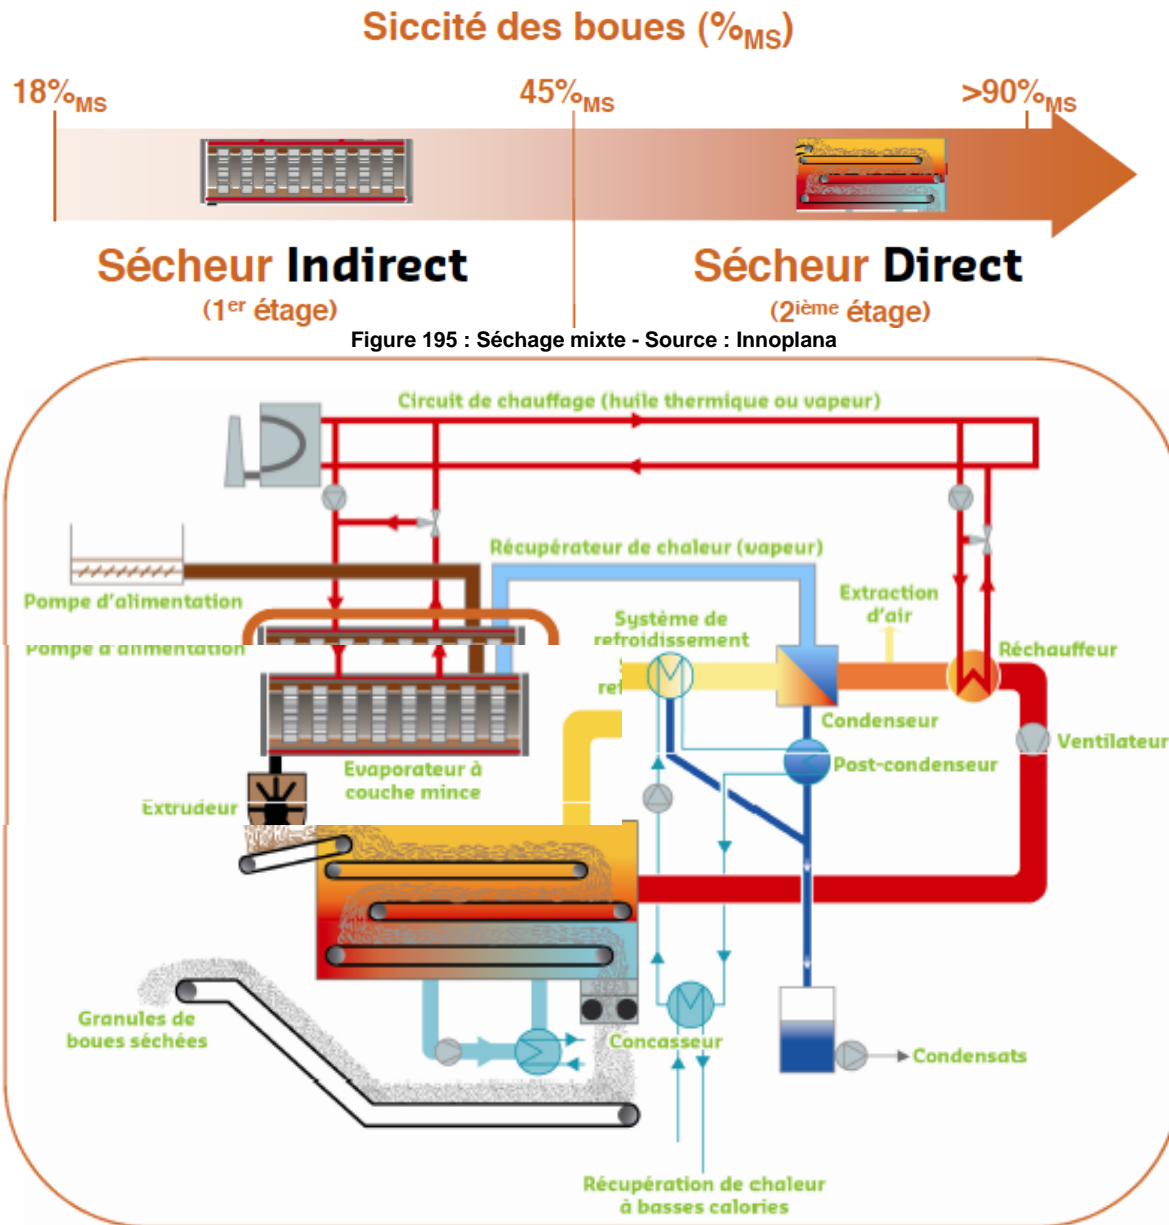 Siccité des boues (%MS)
18%MS
45%MS
>90%MS
Sécheur Indirect
(1er étage)
Sécheur Direct
(2ième étage)
Figure 195 : Séchage mixte - Source : Innoplana
Circuit de chauffage (huile thermique ou vapeur)
Récupérateur de chaleur (vapeur)
Pompe d'alimentation
Pompe d'alimentation
Système de
refroidissement
Extraction
d'air
Réchauffeur
Condenseur
Ventilateur
Post-condenseur
Evaporateur à
couche mince
Extrudeur
Granules de
boues séchées
Concasseur
Condensats
Récupération de chaleur
à basses calories